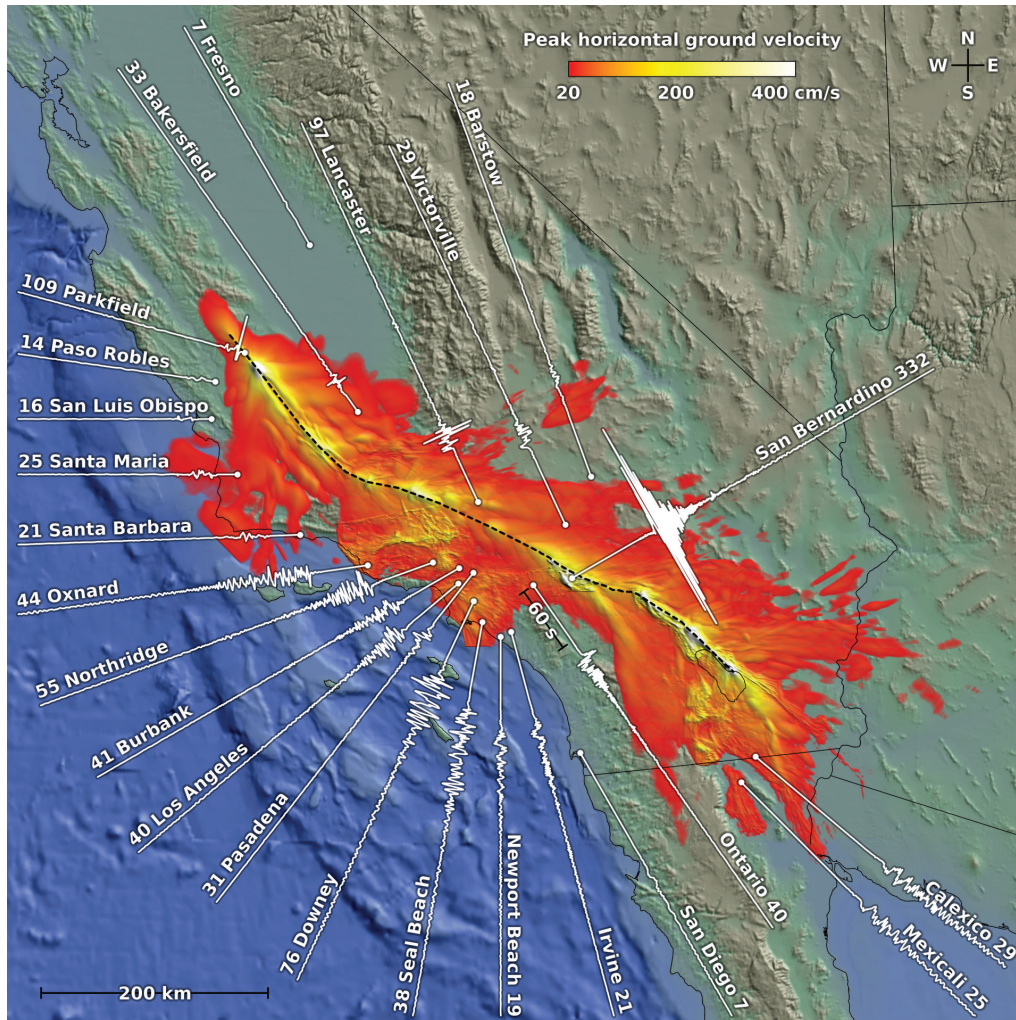 Peak horizontal ground velocity
20 200 400 cm/s
N
W E
S
7 Fresno
33 Bakersfield
97 Lancaster
29 Victorville
18 Barstow
San Bernardino 332
109 Parkfield
14 Paso Robles
16 San Luis Obispo
25 Santa Maria
21 Santa Barbara
44 Oxnard
55 Northridge
41 Burbank
40 Los Angeles
31 Pasadena
76 Downey
38 Seal Beach
Newport Beach 19
Irvine 21
60 s
San Diego 7
Ontario 40
Mexicali 25
Calexico 29
200 km